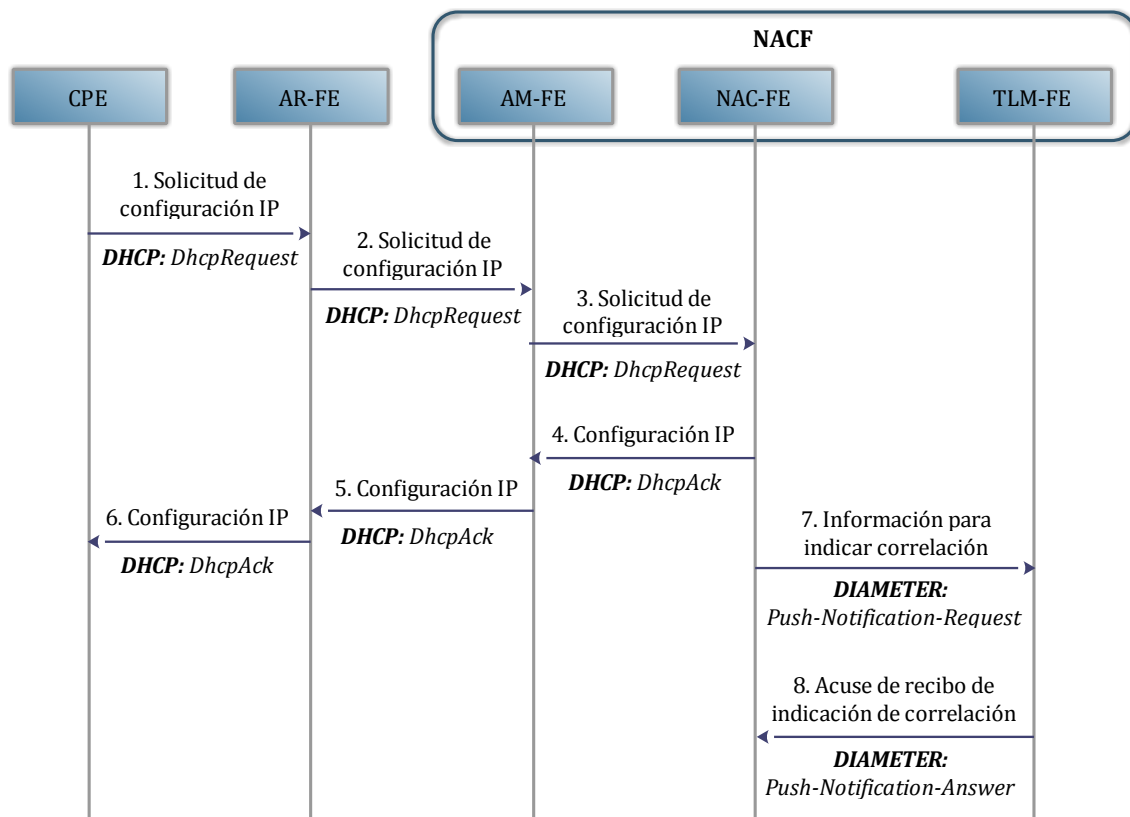 NACF
CPE
AR-FE
AM-FE
NAC-FE
TLM-FE
1. Solicitud de
configuración IP
DHCP: DhcpRequest
2. Solicitud de
configuración IP
DHCP: DhcpRequest
3. Solicitud de
configuración IP
DHCP: DhcpRequest
4. Configuración IP
DHCP: DhcpAck
5. Configuración IP
DHCP: DhcpAck
6. Configuración IP
DHCP: DhcpAck
7. Información para
indicar correlación
DIAMETER:
Push-Notification-Request
8. Acuse de recibo de
indicación de correlación
DIAMETER:
Push-Notification-Answer